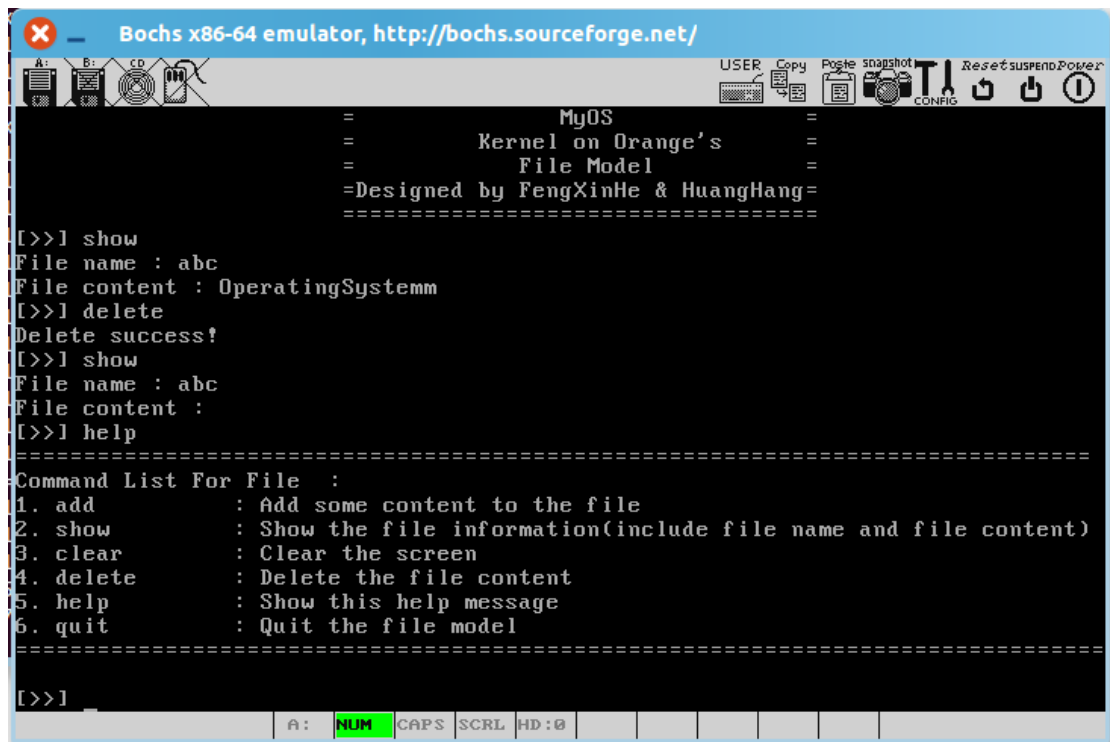 Bochs x86-64 emulator, http://bochs.sourceforge.net/
A: B: CD USER Copy Paste snapshot CONFIG Reset SUSPEND Power
= MyOS =
= Kernel on Orange's =
= File Model =
=Designed by FengXinHe & HuangHang=
===================================
[>>] show
File name : abc
File content : OperatingSystemm
[>>] delete
Delete success!
[>>] show
File name : abc
File content :
[>>] help
===============================================================================
Command List For File :
1. add : Add some content to the file
2. show : Show the file information(include file name and file content)
3. clear : Clear the screen
4. delete : Delete the file content
5. help : Show this help message
6. quit : Quit the file model
================================================================================
[>>] _
A: NUM CAPS SCRL HD:0